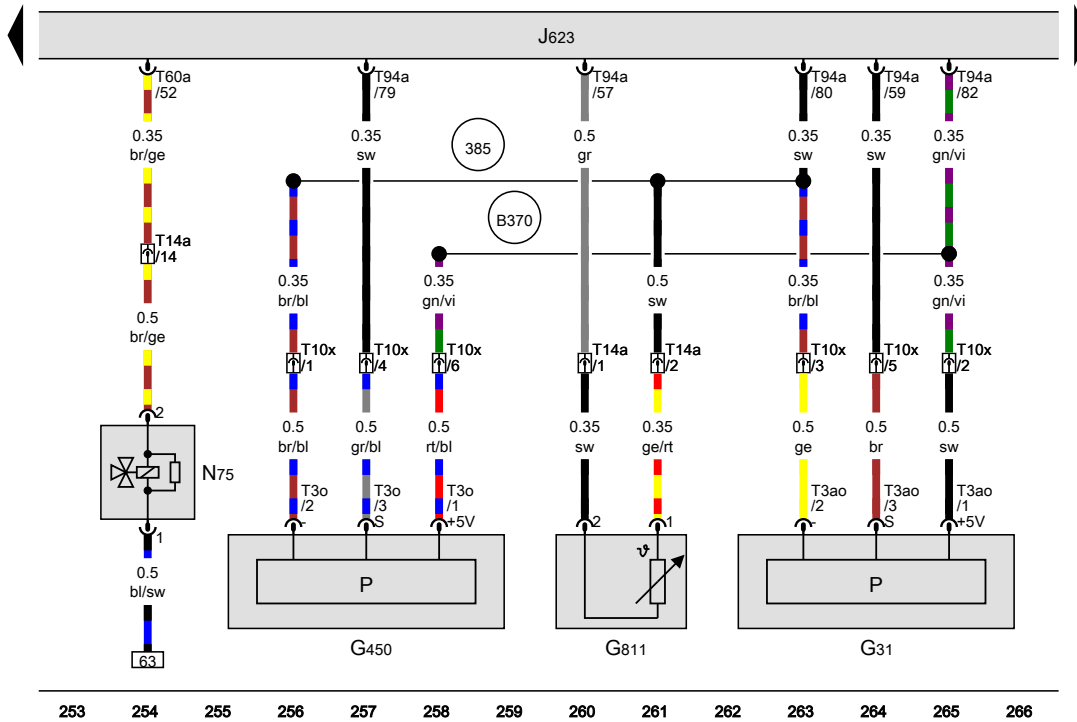 J623
T60a T94a T94a T94a T94a T94a
/52 /79 /57 /80 /59 /82
0.35 0.35 0.5 0.35 0.35 0.35
br/ge sw gr sw sw gn/vi
385
B370
T14a
/14
0.35 0.35 0.5 0.35 0.35
br/bl gn/vi sw br/bl gn/vi
0.5
br/ge
T10x T10x T10x T14a T14a T10x T10x T10x
/1 /4 /6 /1 /2 /3 /5 /2
2
0.5 0.5 0.5 0.35 0.35 0.5 0.5 0.5
br/bl gr/bl rt/bl sw ge/rt ge br sw
N75
T3o T3o T3o T3ao T3ao T3ao
/2 /3 /1 /2 /3 /1
- S +5V 2 1 - S +5V
1
0.5
bl/sw
ϑ
P P
63
G450 G811 G31
253 254 255 256 257 258 259 260 261 262 263 264 265 266